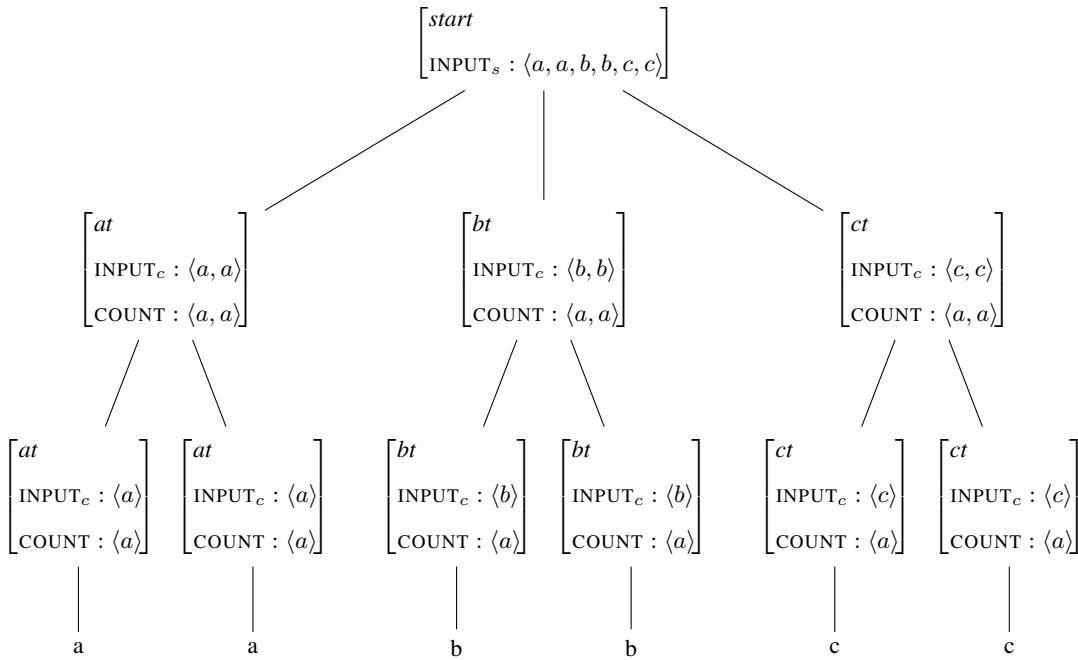 start
INPUTₛ : ⟨a, a, b, b, c, c⟩
at
INPUT_c : ⟨a, a⟩
COUNT : ⟨a, a⟩
bt
INPUT_c : ⟨b, b⟩
COUNT : ⟨a, a⟩
ct
INPUT_c : ⟨c, c⟩
COUNT : ⟨a, a⟩
at
INPUT_c : ⟨a⟩
COUNT : ⟨a⟩
at
INPUT_c : ⟨a⟩
COUNT : ⟨a⟩
bt
INPUT_c : ⟨b⟩
COUNT : ⟨a⟩
bt
INPUT_c : ⟨b⟩
COUNT : ⟨a⟩
ct
INPUT_c : ⟨c⟩
COUNT : ⟨a⟩
ct
INPUT_c : ⟨c⟩
COUNT : ⟨a⟩
a
a
b
b
c
c